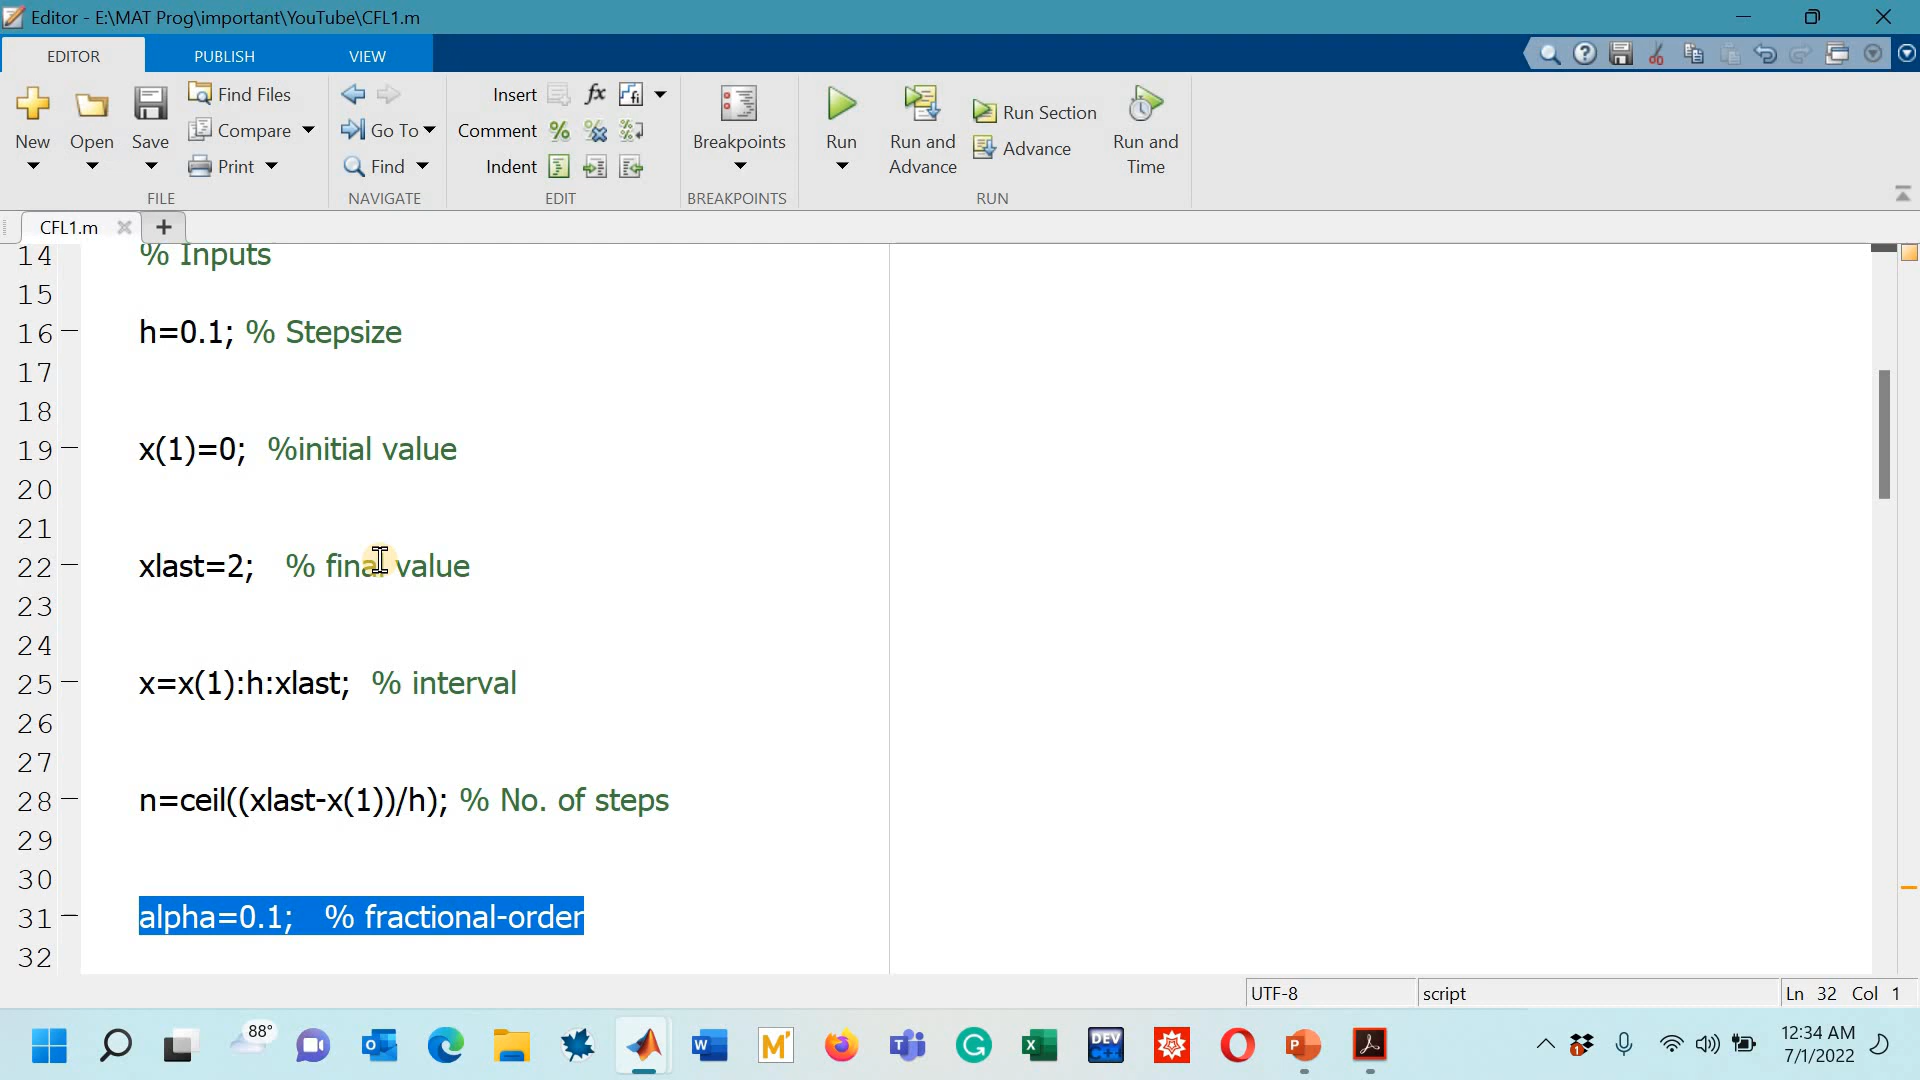 Editor - E:\MAT Prog\important\YouTube\CFL1.m
EDITOR PUBLISH VIEW
New Open Save Find Files Compare Print
FILE
Go To Find
NAVIGATE
Insert fx
Comment
Indent
EDIT
Breakpoints
BREAKPOINTS
Run Run and Advance Run Section Advance Run and Time
RUN
CFL1.m
14 % Inputs
15
16 h=0.1; % Stepsize
17
18
19 x(1)=0; %initial value
20
21
22 xlast=2; % final value
23
24
25 x=x(1):h:xlast; % interval
26
27
28 n=ceil((xlast-x(1))/h); % No. of steps
29
30
31 alpha=0.1; % fractional-order
32
UTF-8 script Ln 32 Col 1
88°
DEV C++
12:34 AM
7/1/2022